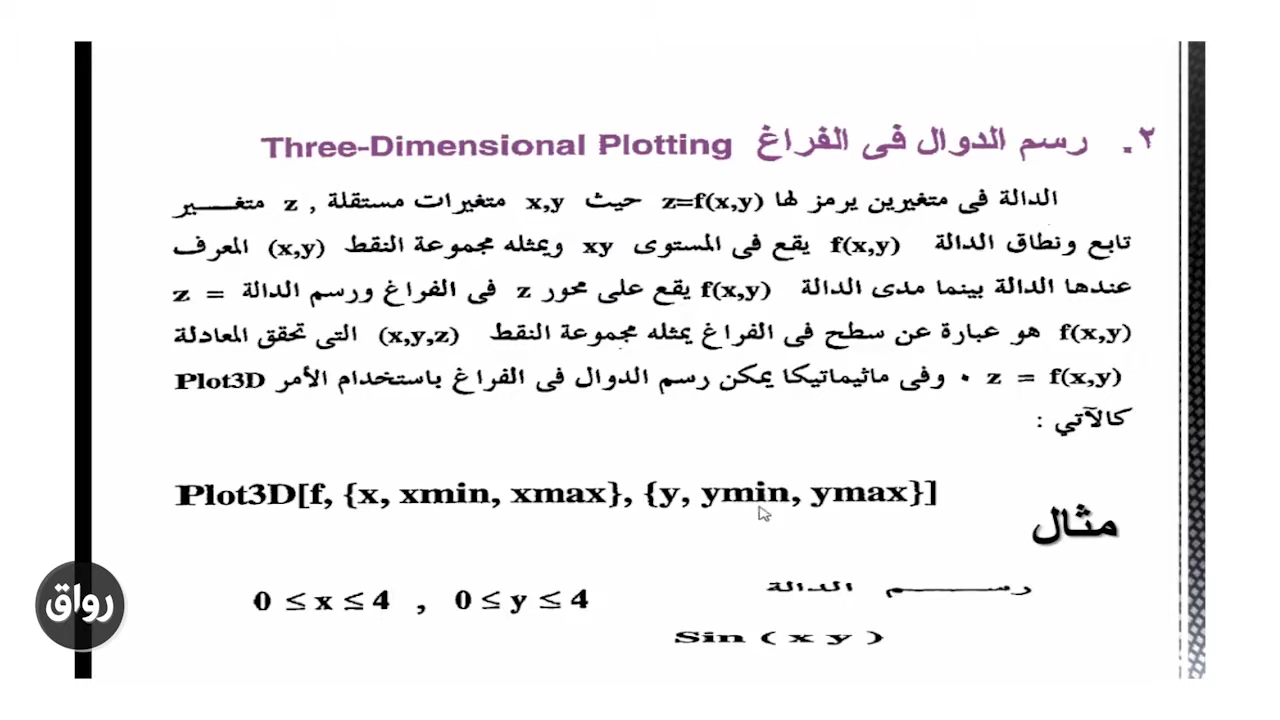 ٢. رسم الدوال فى الفراغ Three-Dimensional Plotting
الدالة فى متغيرين يرمز لها z=f(x,y) حيث x,y متغيرات مستقلة , z متغـــير
تابع ونطاق الدالة f(x,y) يقع فى المستوى xy ويمثله مجموعة النقط (x,y) المعرف
عندها الدالة بينما مدى الدالة f(x,y) يقع على محور z فى الفراغ ورسم الدالة z =
f(x,y) هو عبارة عن سطح فى الفراغ يمثله مجموعة النقط (x,y,z) التى تحقق المعادلة
z = f(x,y) ٠ وفى ماثيماتيكا يمكن رسم الدوال فى الفراغ باستخدام الأمر Plot3D
كالآتي :
Plot3D[f, {x, xmin, xmax}, {y, ymin, ymax}]
مثال
رســـــم الدالة
0 ≤ x ≤ 4 , 0 ≤ y ≤ 4
Sin ( x y )
رواق